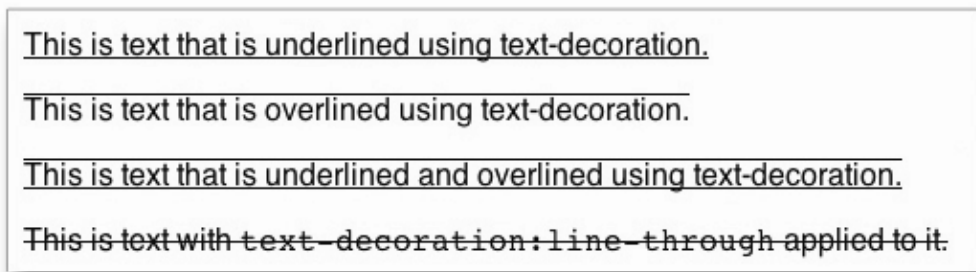 This is text that is underlined using text-decoration.
This is text that is overlined using text-decoration.
This is text that is underlined and overlined using text-decoration.
This is text with text-decoration:line-through applied to it.